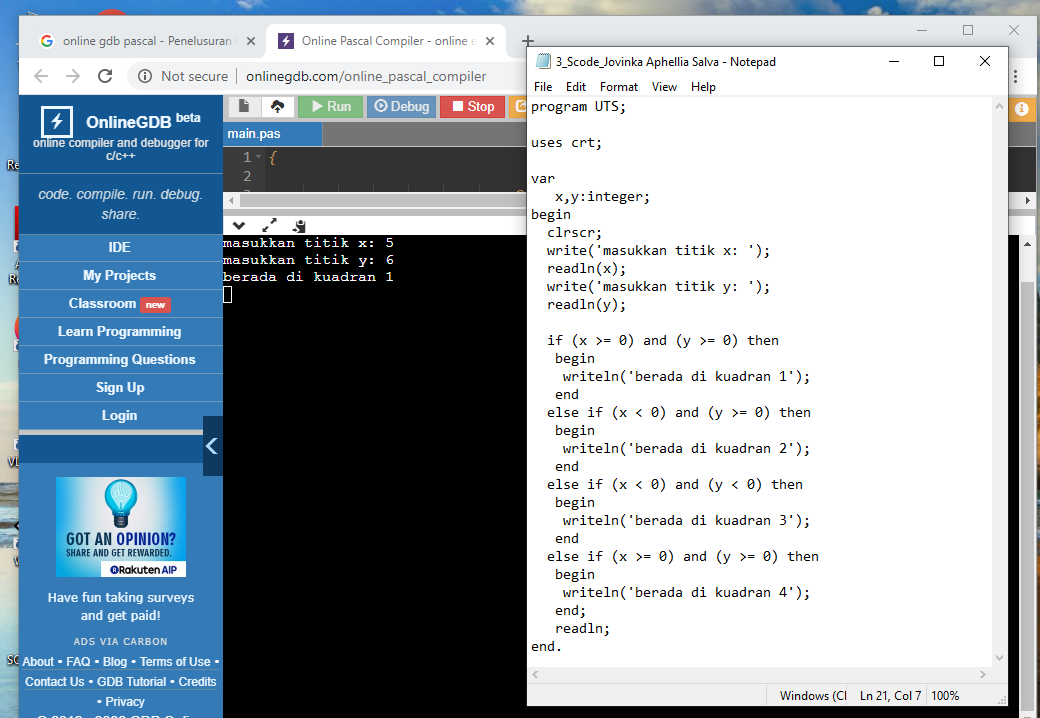 online gdb pascal - Penelusuran
Online Pascal Compiler - online e
Not secure | onlinegdb.com/online_pascal_compiler
OnlineGDB beta
online compiler and debugger for
c/c++
code. compile. run. debug.
share.
IDE
My Projects
Classroom new
Learn Programming
Programming Questions
Sign Up
Login
GOT AN OPINION?
SHARE AND GET REWARDED.
Rakuten AIP
Have fun taking surveys
and get paid!
ADS VIA CARBON
About • FAQ • Blog • Terms of Use •
Contact Us • GDB Tutorial • Credits
• Privacy
Run Debug Stop
main.pas
1 {
2
masukkan titik x: 5
masukkan titik y: 6
berada di kuadran 1
3_Scode_Jovinka Aphellia Salva - Notepad
File Edit Format View Help
program UTS;
uses crt;
var
x,y:integer;
begin
clrscr;
write('masukkan titik x: ');
readln(x);
write('masukkan titik y: ');
readln(y);
if (x >= 0) and (y >= 0) then
begin
writeln('berada di kuadran 1');
end
else if (x < 0) and (y >= 0) then
begin
writeln('berada di kuadran 2');
end
else if (x < 0) and (y < 0) then
begin
writeln('berada di kuadran 3');
end
else if (x >= 0) and (y >= 0) then
begin
writeln('berada di kuadran 4');
end;
readln;
end.
Windows (Cl Ln 21, Col 7 100%